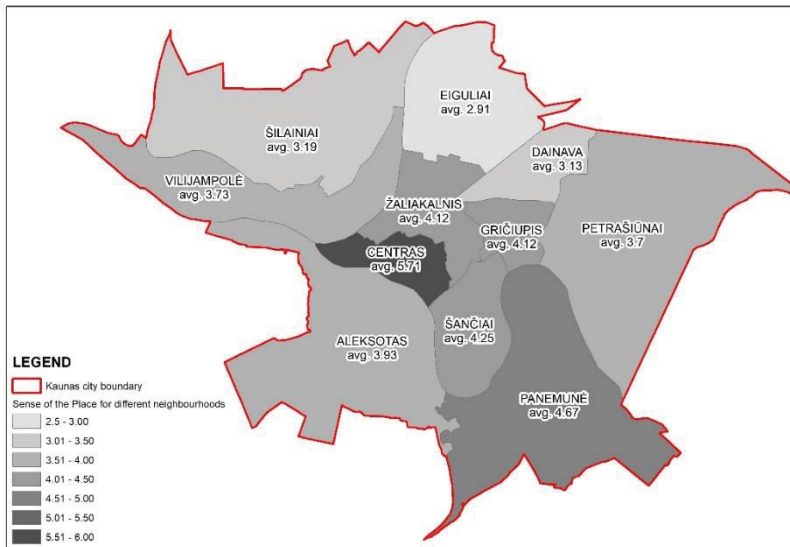 EIGULIAI
avg. 2.91
ŠILAINIAI
avg. 3.19
DAINAVA
avg. 3.13
VILIJAMPOLĖ
avg. 3.73
ŽALIAKALNIS
avg. 4.12
GRIČIUPIS
avg. 4.12
PETRAŠIŪNAI
avg. 3.7
CENTRAS
avg. 5.71
ŠANČIAI
avg. 4.25
ALEKSOTAS
avg. 3.93
PANEMUNĖ
avg. 4.67
LEGEND
Kaunas city boundary
Sense of the Place for different neighbourhoods
2.5 - 3.00
3.01 - 3.50
3.51 - 4.00
4.01 - 4.50
4.51 - 5.00
5.01 - 5.50
5.51 - 6.00